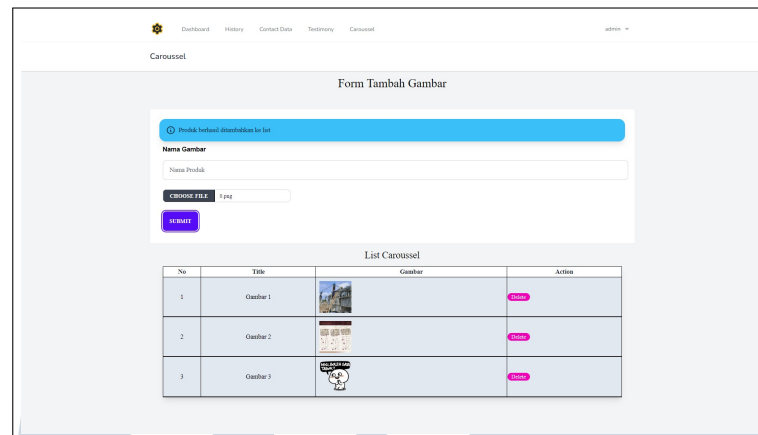 Dashboard History Contact Data Testimony Caroussel admin
Caroussel
Form Tambah Gambar
Produk berhasil ditambahkan ke list
Nama Gambar
Nama Produk
CHOOSE FILE 8.png
SUBMIT
List Caroussel
No Title Gambar Action
1 Gambar 1 Delete
2 Gambar 2 Delete
3 Gambar 3 Delete